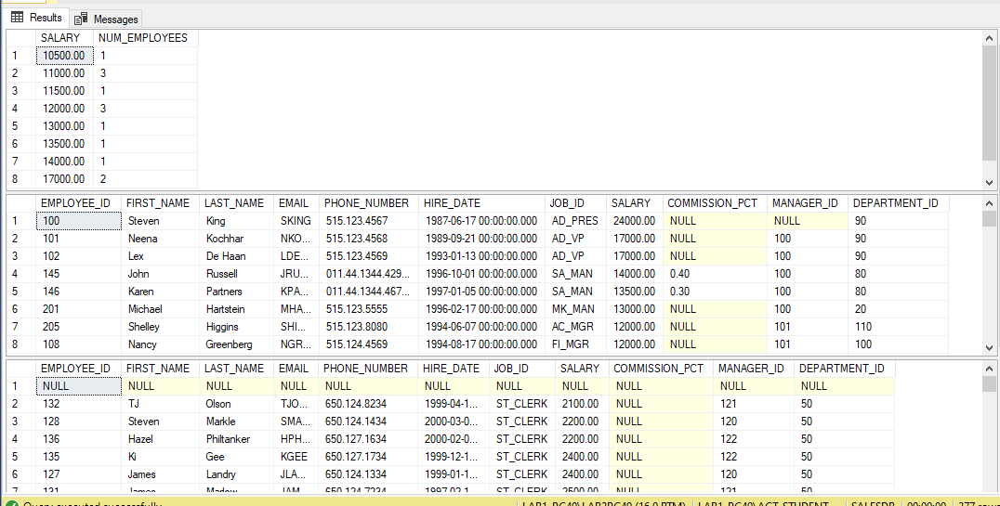 Results Messages
SALARY NUM_EMPLOYEES
1 10500.00 1
2 11000.00 3
3 11500.00 1
4 12000.00 3
5 13000.00 1
6 13500.00 1
7 14000.00 1
8 17000.00 2
EMPLOYEE_ID FIRST_NAME LAST_NAME EMAIL PHONE_NUMBER HIRE_DATE JOB_ID SALARY COMMISSION_PCT MANAGER_ID DEPARTMENT_ID
1 100 Steven King SKING 515.123.4567 1987-06-17 00:00:00.000 AD_PRES 24000.00 NULL NULL 90
2 101 Neena Kochhar NKO... 515.123.4568 1989-09-21 00:00:00.000 AD_VP 17000.00 NULL 100 90
3 102 Lex De Haan LDE... 515.123.4569 1993-01-13 00:00:00.000 AD_VP 17000.00 NULL 100 90
4 145 John Russell JRU... 011.44.1344.429... 1996-10-01 00:00:00.000 SA_MAN 14000.00 0.40 100 80
5 146 Karen Partners KPA... 011.44.1344.467... 1997-01-05 00:00:00.000 SA_MAN 13500.00 0.30 100 80
6 201 Michael Hartstein MHA... 515.123.5555 1996-02-17 00:00:00.000 MK_MAN 13000.00 NULL 100 20
7 205 Shelley Higgins SHI... 515.123.8080 1994-06-07 00:00:00.000 AC_MGR 12000.00 NULL 101 110
8 108 Nancy Greenberg NGR... 515.124.4569 1994-08-17 00:00:00.000 FI_MGR 12000.00 NULL 101 100
EMPLOYEE_ID FIRST_NAME LAST_NAME EMAIL PHONE_NUMBER HIRE_DATE JOB_ID SALARY COMMISSION_PCT MANAGER_ID DEPARTMENT_ID
1 NULL NULL NULL NULL NULL NULL NULL NULL NULL NULL NULL
2 132 TJ Olson TJO... 650.124.8234 1999-04-1... ST_CLERK 2100.00 NULL 121 50
3 128 Steven Markle SMA... 650.124.1434 2000-03-0... ST_CLERK 2200.00 NULL 120 50
4 136 Hazel Philtanker HPH... 650.127.1634 2000-02-0... ST_CLERK 2200.00 NULL 122 50
5 135 Ki Gee KGEE 650.127.1734 1999-12-1... ST_CLERK 2400.00 NULL 122 50
6 127 James Landry JLA... 650.124.1334 1999-01-1... ST_CLERK 2400.00 NULL 120 50
7 131 James Marlow JAM... 650.124.7234 1997-02-1... ST_CLERK 2500.00 NULL 121 50
Query executed successfully